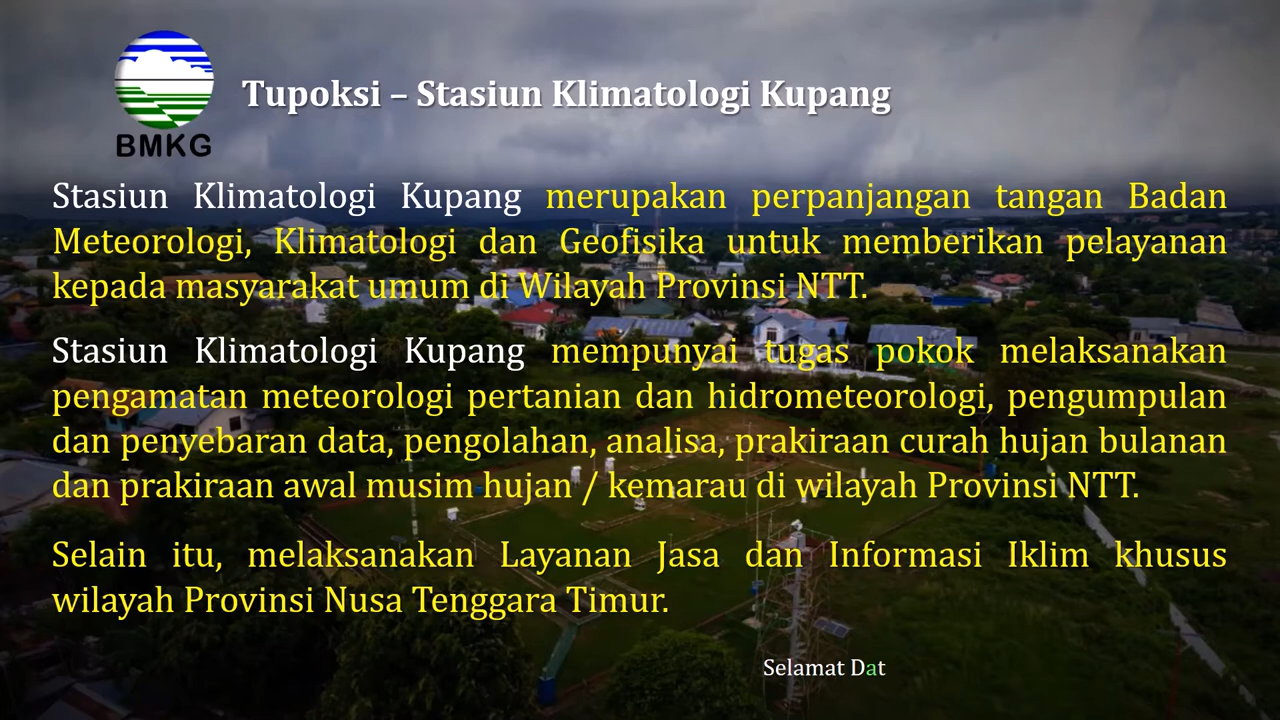 BMKG
Tupoksi – Stasiun Klimatologi Kupang
Stasiun Klimatologi Kupang merupakan perpanjangan tangan Badan
Meteorologi, Klimatologi dan Geofisika untuk memberikan pelayanan
kepada masyarakat umum di Wilayah Provinsi NTT.
Stasiun Klimatologi Kupang mempunyai tugas pokok melaksanakan
pengamatan meteorologi pertanian dan hidrometeorologi, pengumpulan
dan penyebaran data, pengolahan, analisa, prakiraan curah hujan bulanan
dan prakiraan awal musim hujan / kemarau di wilayah Provinsi NTT.
Selain itu, melaksanakan Layanan Jasa dan Informasi Iklim khusus
wilayah Provinsi Nusa Tenggara Timur.
Selamat Dat